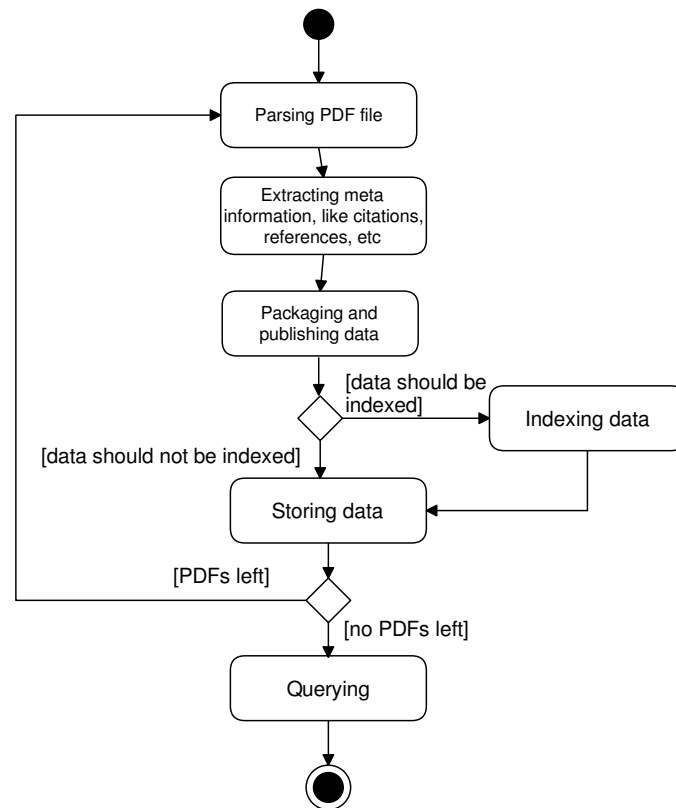 Parsing PDF file
Extracting meta
information, like citations,
references, etc
Packaging and
publishing data
[data should be
indexed]
Indexing data
[data should not be indexed]
Storing data
[PDFs left]
[no PDFs left]
Querying